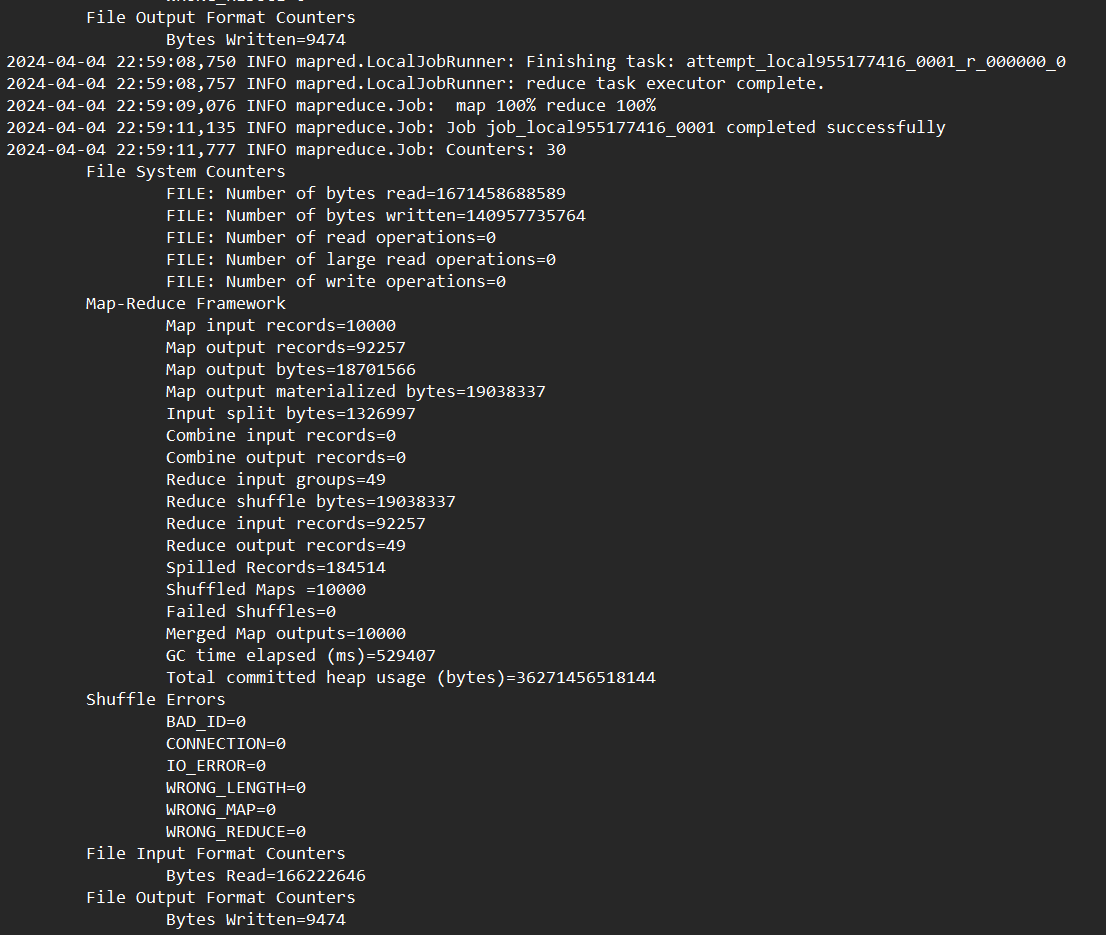 File Output Format Counters
Bytes Written=9474
2024-04-04 22:59:08,750 INFO mapred.LocalJobRunner: Finishing task: attempt_local955177416_0001_r_000000_0
2024-04-04 22:59:08,757 INFO mapred.LocalJobRunner: reduce task executor complete.
2024-04-04 22:59:09,076 INFO mapreduce.Job:  map 100% reduce 100%
2024-04-04 22:59:11,135 INFO mapreduce.Job: Job job_local955177416_0001 completed successfully
2024-04-04 22:59:11,777 INFO mapreduce.Job: Counters: 30
File System Counters
FILE: Number of bytes read=1671458688589
FILE: Number of bytes written=140957735764
FILE: Number of read operations=0
FILE: Number of large read operations=0
FILE: Number of write operations=0
Map-Reduce Framework
Map input records=10000
Map output records=92257
Map output bytes=18701566
Map output materialized bytes=19038337
Input split bytes=1326997
Combine input records=0
Combine output records=0
Reduce input groups=49
Reduce shuffle bytes=19038337
Reduce input records=92257
Reduce output records=49
Spilled Records=184514
Shuffled Maps =10000
Failed Shuffles=0
Merged Map outputs=10000
GC time elapsed (ms)=529407
Total committed heap usage (bytes)=36271456518144
Shuffle Errors
BAD_ID=0
CONNECTION=0
IO_ERROR=0
WRONG_LENGTH=0
WRONG_MAP=0
WRONG_REDUCE=0
File Input Format Counters
Bytes Read=166222646
File Output Format Counters
Bytes Written=9474